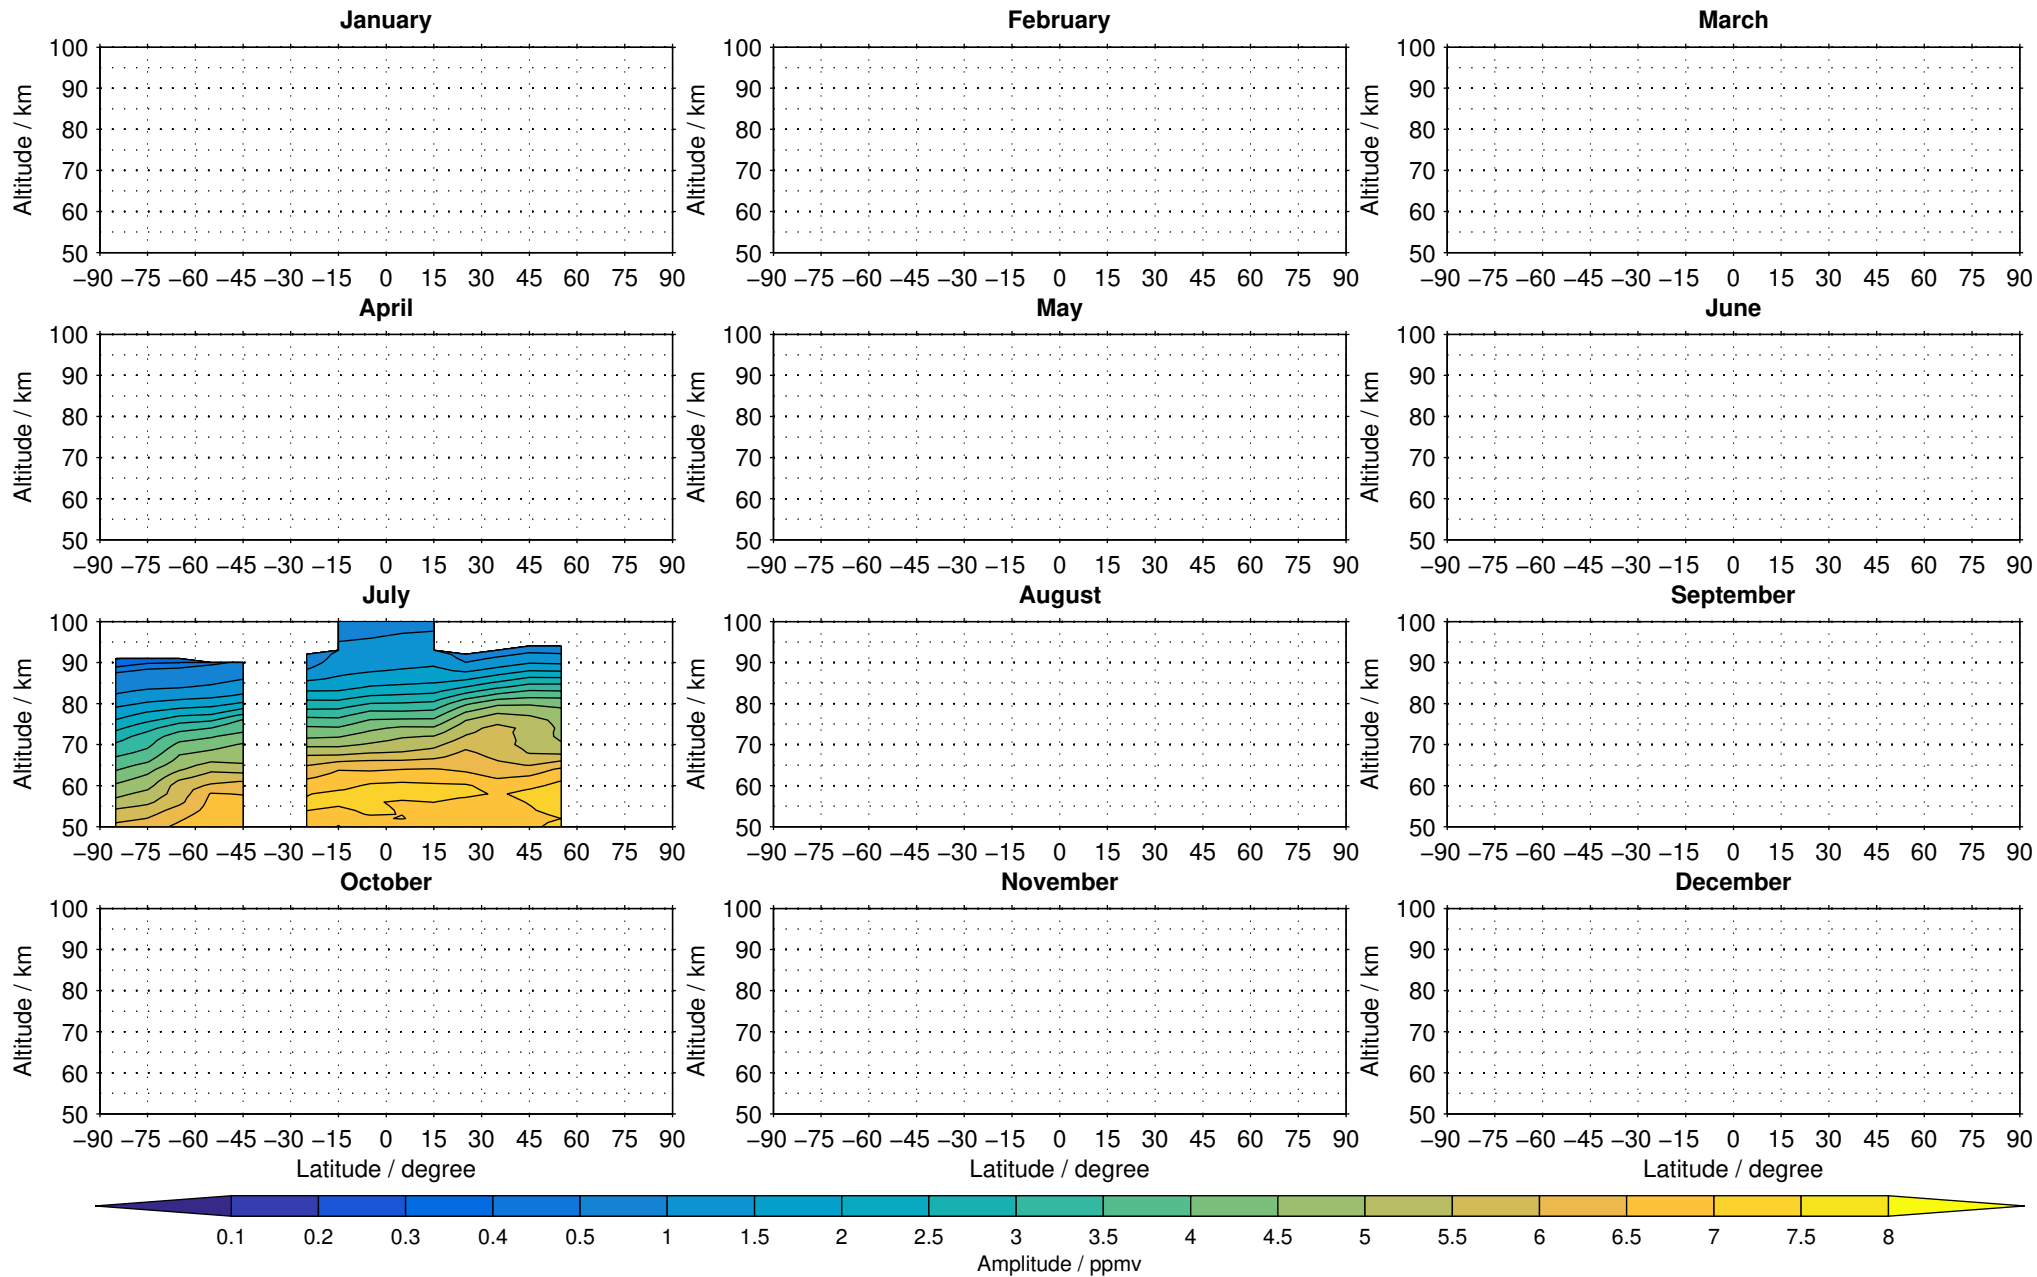 January February March
100 100 100
90 90 90
80 80 80
70 70 70
60 60 60
50 50 50
Altitude / km Altitude / km Altitude / km
−90 −75 −60 −45 −30 −15 0 15 30 45 60 75 90 −90 −75 −60 −45 −30 −15 0 15 30 45 60 75 90 −90 −75 −60 −45 −30 −15 0 15 30 45 60 75 90
April May June
100 100 100
90 90 90
80 80 80
70 70 70
60 60 60
50 50 50
Altitude / km Altitude / km Altitude / km
−90 −75 −60 −45 −30 −15 0 15 30 45 60 75 90 −90 −75 −60 −45 −30 −15 0 15 30 45 60 75 90 −90 −75 −60 −45 −30 −15 0 15 30 45 60 75 90
July August September
100 100 100
90 90 90
80 80 80
70 70 70
60 60 60
50 50 50
Altitude / km Altitude / km Altitude / km
−90 −75 −60 −45 −30 −15 0 15 30 45 60 75 90 −90 −75 −60 −45 −30 −15 0 15 30 45 60 75 90 −90 −75 −60 −45 −30 −15 0 15 30 45 60 75 90
October November December
100 100 100
90 90 90
80 80 80
70 70 70
60 60 60
50 50 50
Altitude / km Altitude / km Altitude / km
−90 −75 −60 −45 −30 −15 0 15 30 45 60 75 90 −90 −75 −60 −45 −30 −15 0 15 30 45 60 75 90 −90 −75 −60 −45 −30 −15 0 15 30 45 60 75 90
Latitude / degree Latitude / degree Latitude / degree
0.1 0.2 0.3 0.4 0.5 1 1.5 2 2.5 3 3.5 4 4.5 5 5.5 6 6.5 7 7.5 8
Amplitude / ppmv